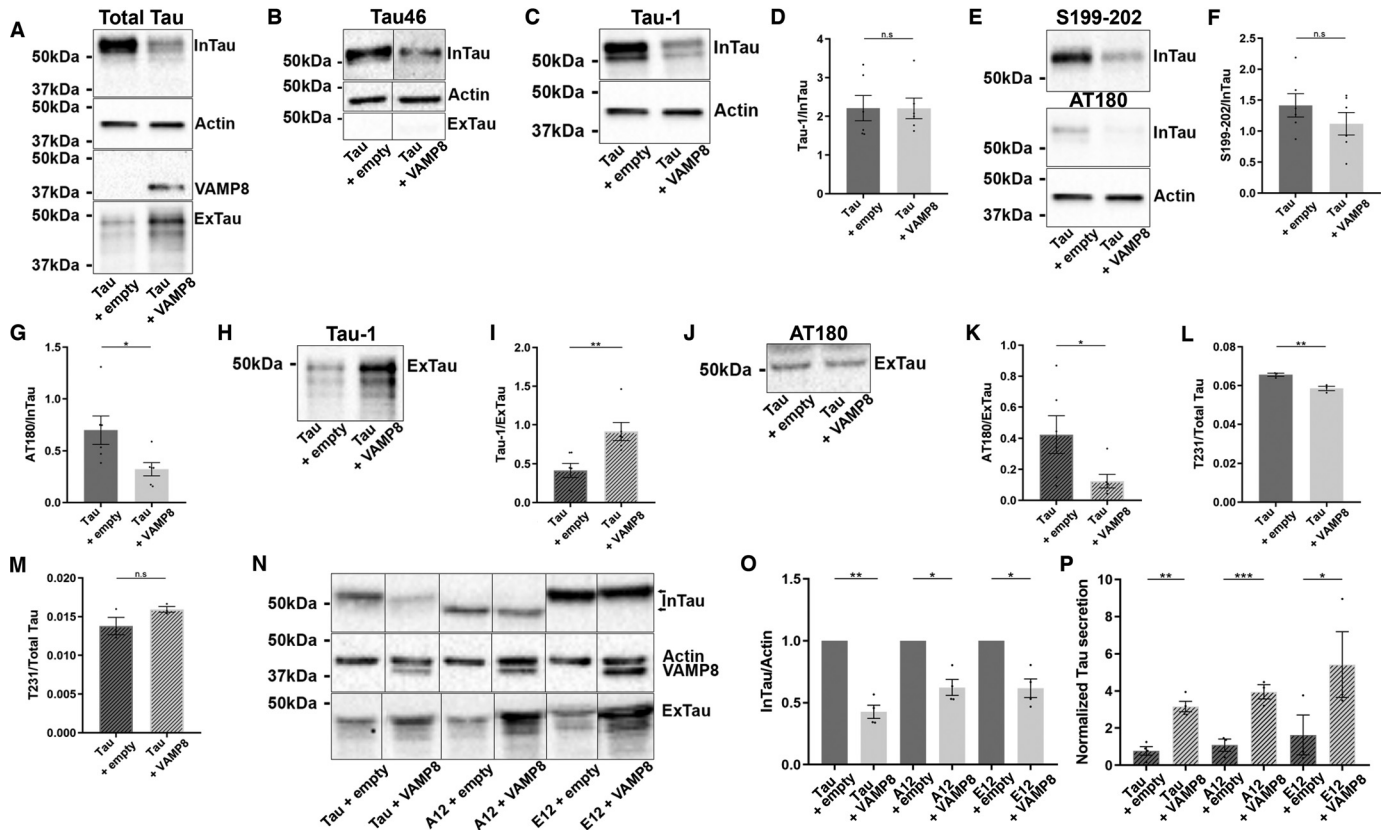 A
Total Tau
50kDa
InTau
37kDa
50kDa
Actin
37kDa
50kDa
VAMP8
37kDa
50kDa
ExTau
37kDa
Tau + empty
Tau + VAMP8
B
Tau46
50kDa
InTau
Actin
50kDa
ExTau
Tau + empty
Tau + VAMP8
C
Tau-1
50kDa
InTau
50kDa
Actin
37kDa
Tau + empty
Tau + VAMP8
D
n.s
Tau-1/InTau
4
3
2
1
0
Tau + empty
Tau + VAMP8
E
S199-202
InTau
50kDa
AT180
InTau
50kDa
50kDa
Actin
37kDa
Tau + empty
Tau + VAMP8
F
n.s
S199-202/InTau
2.5
2.0
1.5
1.0
0.5
0.0
Tau + empty
Tau + VAMP8
G
*
AT180/InTau
1.5
1.0
0.5
0.0
Tau + empty
Tau + VAMP8
H
Tau-1
50kDa
ExTau
Tau + empty
Tau + VAMP8
I
**
Tau-1/ExTau
2.0
1.5
1.0
0.5
0.0
Tau + empty
Tau + VAMP8
J
AT180
50kDa
ExTau
Tau + empty
Tau + VAMP8
K
*
AT180/ExTau
1.0
0.8
0.6
0.4
0.2
0.0
Tau + empty
Tau + VAMP8
L
**
T231/Total Tau
0.08
0.06
0.04
0.02
0.00
Tau + empty
Tau + VAMP8
M
n.s
T231/Total Tau
0.020
0.015
0.010
0.005
0.000
Tau + empty
Tau + VAMP8
N
50kDa
InTau
50kDa
Actin
37kDa
VAMP8
50kDa
ExTau
Tau + empty
Tau + VAMP8
A12 + empty
A12 + VAMP8
E12 + empty
E12 + VAMP8
O
** * *
InTau/Actin
1.5
1.0
0.5
0.0
Tau + empty
Tau + VAMP8
A12 + empty
A12 + VAMP8
E12 + empty
E12 + VAMP8
P
** *** *
Normalized Tau secretion
10
8
6
4
2
0
Tau + empty
Tau + VAMP8
A12 + empty
A12 + VAMP8
E12 + empty
E12 + VAMP8